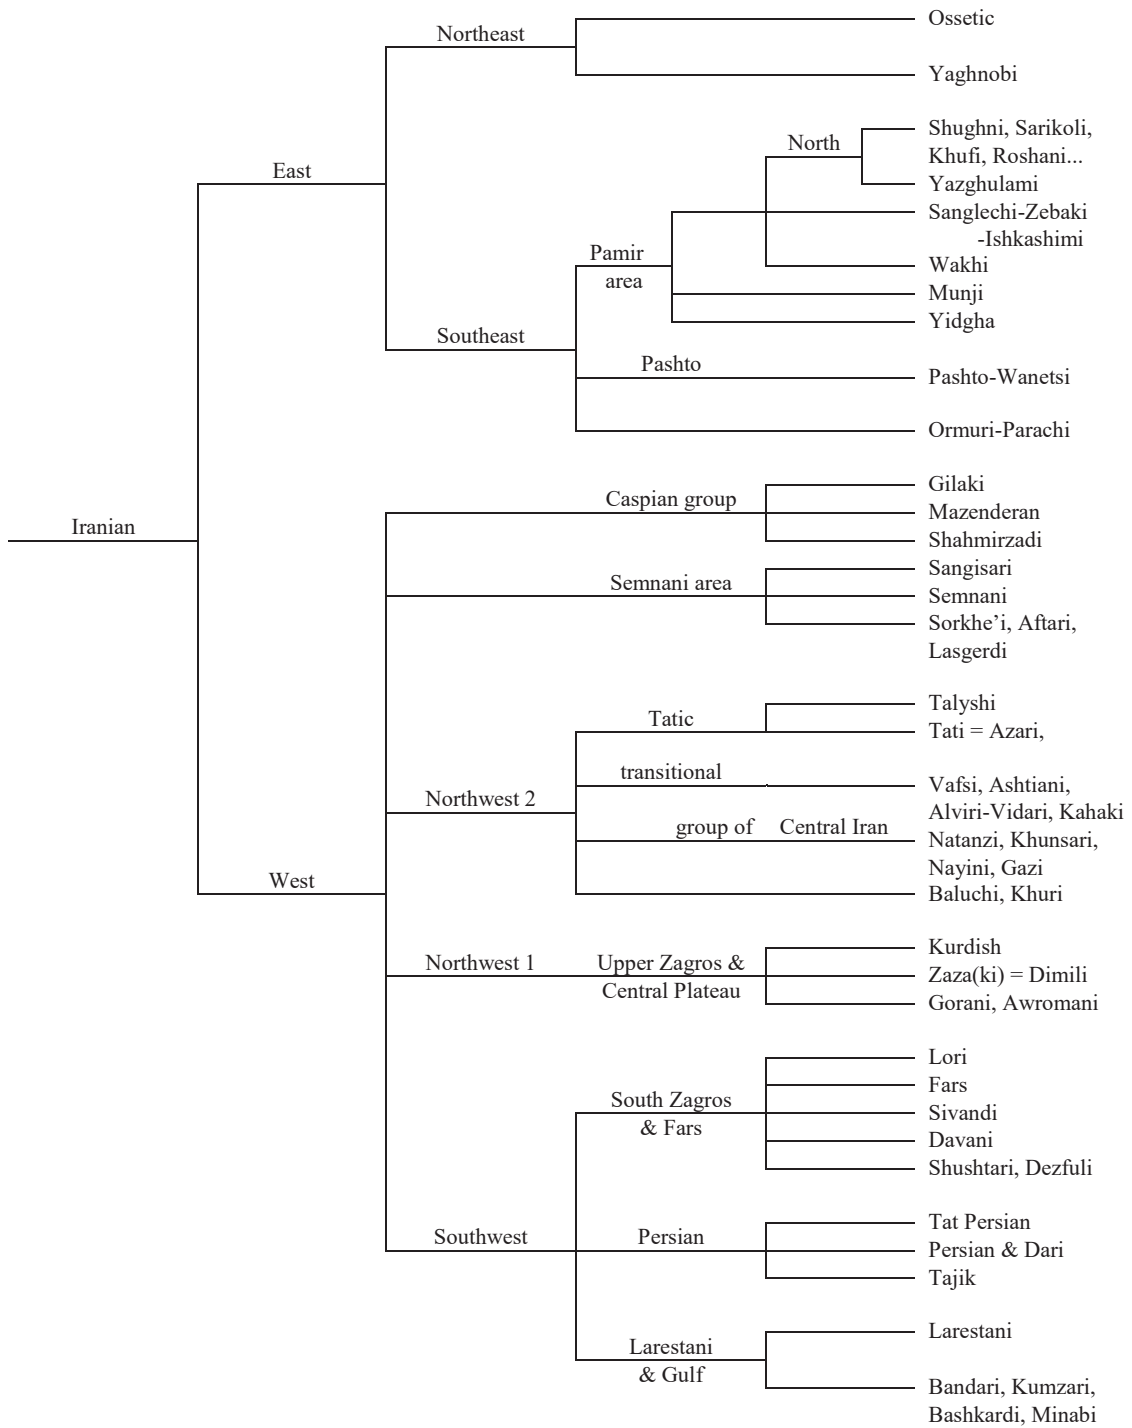 Ossetic
Northeast
Yaghnobi
Shughni, Sarikoli,
North
Khufi, Roshani...
East
Yazghulami
Sanglechi-Zebaki
-Ishkashimi
Pamir
area
Wakhi
Munji
Yidgha
Southeast
Pashto
Pashto-Wanetsi
Ormuri-Parachi
Gilaki
Caspian group
Mazenderan
Iranian
Shahmirzadi
Sangisari
Semnani area
Semnani
Sorkhe’i, Aftari,
Lasgerdi
Talyshi
Tatic
Tati = Azari,
transitional
Vafsi, Ashtiani,
Northwest 2
Alviri-Vidari, Kahaki
group of Central Iran
Natanzi, Khunsari,
Nayini, Gazi
West
Baluchi, Khuri
Kurdish
Northwest 1
Upper Zagros &
Central Plateau
Zaza(ki) = Dimili
Gorani, Awromani
Lori
Fars
South Zagros
& Fars
Sivandi
Davani
Shushtari, Dezfuli
Tat Persian
Southwest
Persian
Persian & Dari
Tajik
Larestani
Larestani
& Gulf
Bandari, Kumzari,
Bashkardi, Minabi